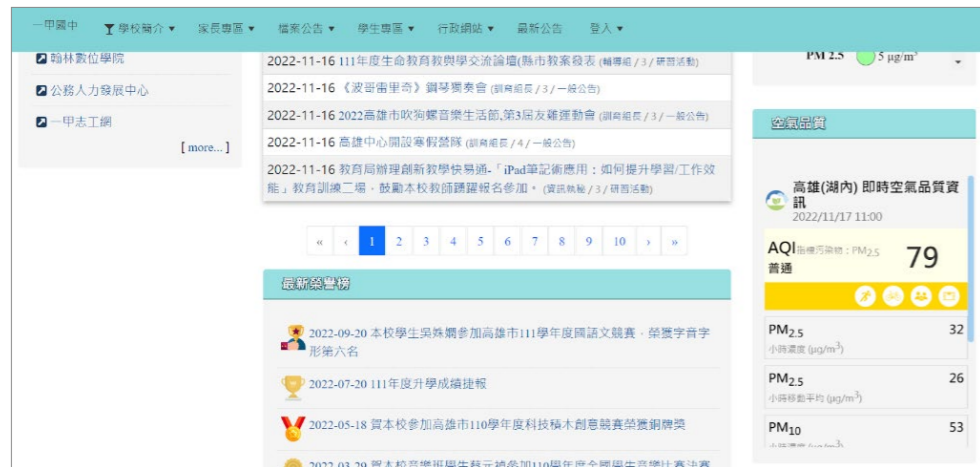 一甲國中 學校簡介 家長專區 檔案公告 學生專區 行政網站 最新公告 登入
翰林數位學院
公務人力發展中心
一甲志工網
[ more... ]
2022-11-16 111年度生命教育教與學交流論壇(縣市教案發表 (輔導組 / 3 / 研習活動)
2022-11-16 《波哥雷里奇》鋼琴獨奏會 (訓育組長 / 3 / 一般公告)
2022-11-16 2022高雄市吹狗螺音樂生活節,第3屆友雞運動會 (訓育組長 / 3 / 一般公告)
2022-11-16 高雄中心開設寒假營隊 (訓育組長 / 4 / 一般公告)
2022-11-16 教育局辦理創新教學快易通-「iPad筆記術應用：如何提升學習/工作效
能」教育訓練二場，鼓勵本校教師踴躍報名參加。 (資訊執秘 / 3 / 研習活動)
« ‹ 1 2 3 4 5 6 7 8 9 10 › »
最新榮譽榜
2022-09-20 本校學生吳姝嫺參加高雄市111學年度國語文競賽，榮獲字音字
形第六名
2022-07-20 111年度升學成績捷報
2022-05-18 賀本校參加高雄市110學年度科技積木創意競賽榮獲銅牌獎
PM 2.5 5 μg/m³
空氣品質
高雄(湖內) 即時空氣品質資
訊
2022/11/17 11:00
AQI 指標污染物：PM2.5 79
普通
PM2.5 32
小時濃度 (μg/m3)
PM2.5 26
小時移動平均 (μg/m3)
PM10 53